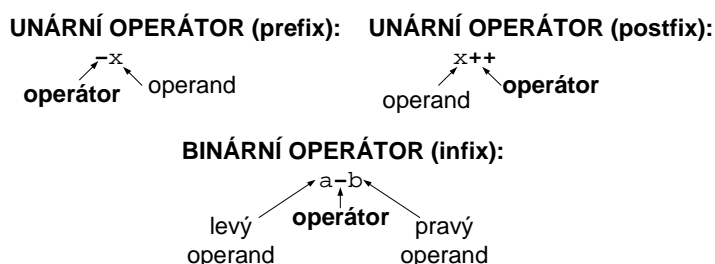 UNÁRNÍ OPERÁTOR (prefix):
-x
operátor
operand
UNÁRNÍ OPERÁTOR (postfix):
x++
operand
operátor
BINÁRNÍ OPERÁTOR (infix):
a-b
levý
operand
operátor
pravý
operand